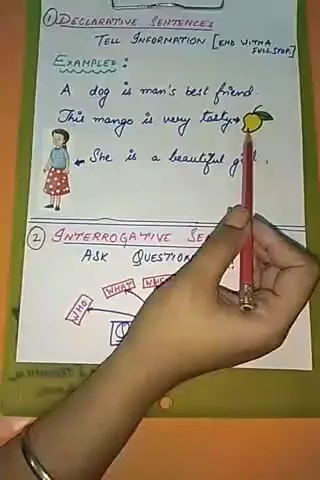 ① DECLARATIVE SENTENCES
TELL INFORMATION [END WITH A FULLSTOP]
EXAMPLES:
A dog is man's best friend.
This mango is very tasty
She is a beautiful girl.
② INTERROGATIVE
ASK QUESTION
WHO
WHAT